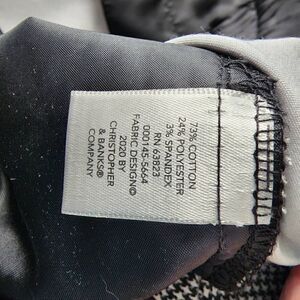 73% COTTON
24% POLYESTER
3% SPANDEX
RN 63823
000145-5664
FABRIC DESIGN©
2020 BY
CHRISTOPHER
& BANKS®
COMPANY